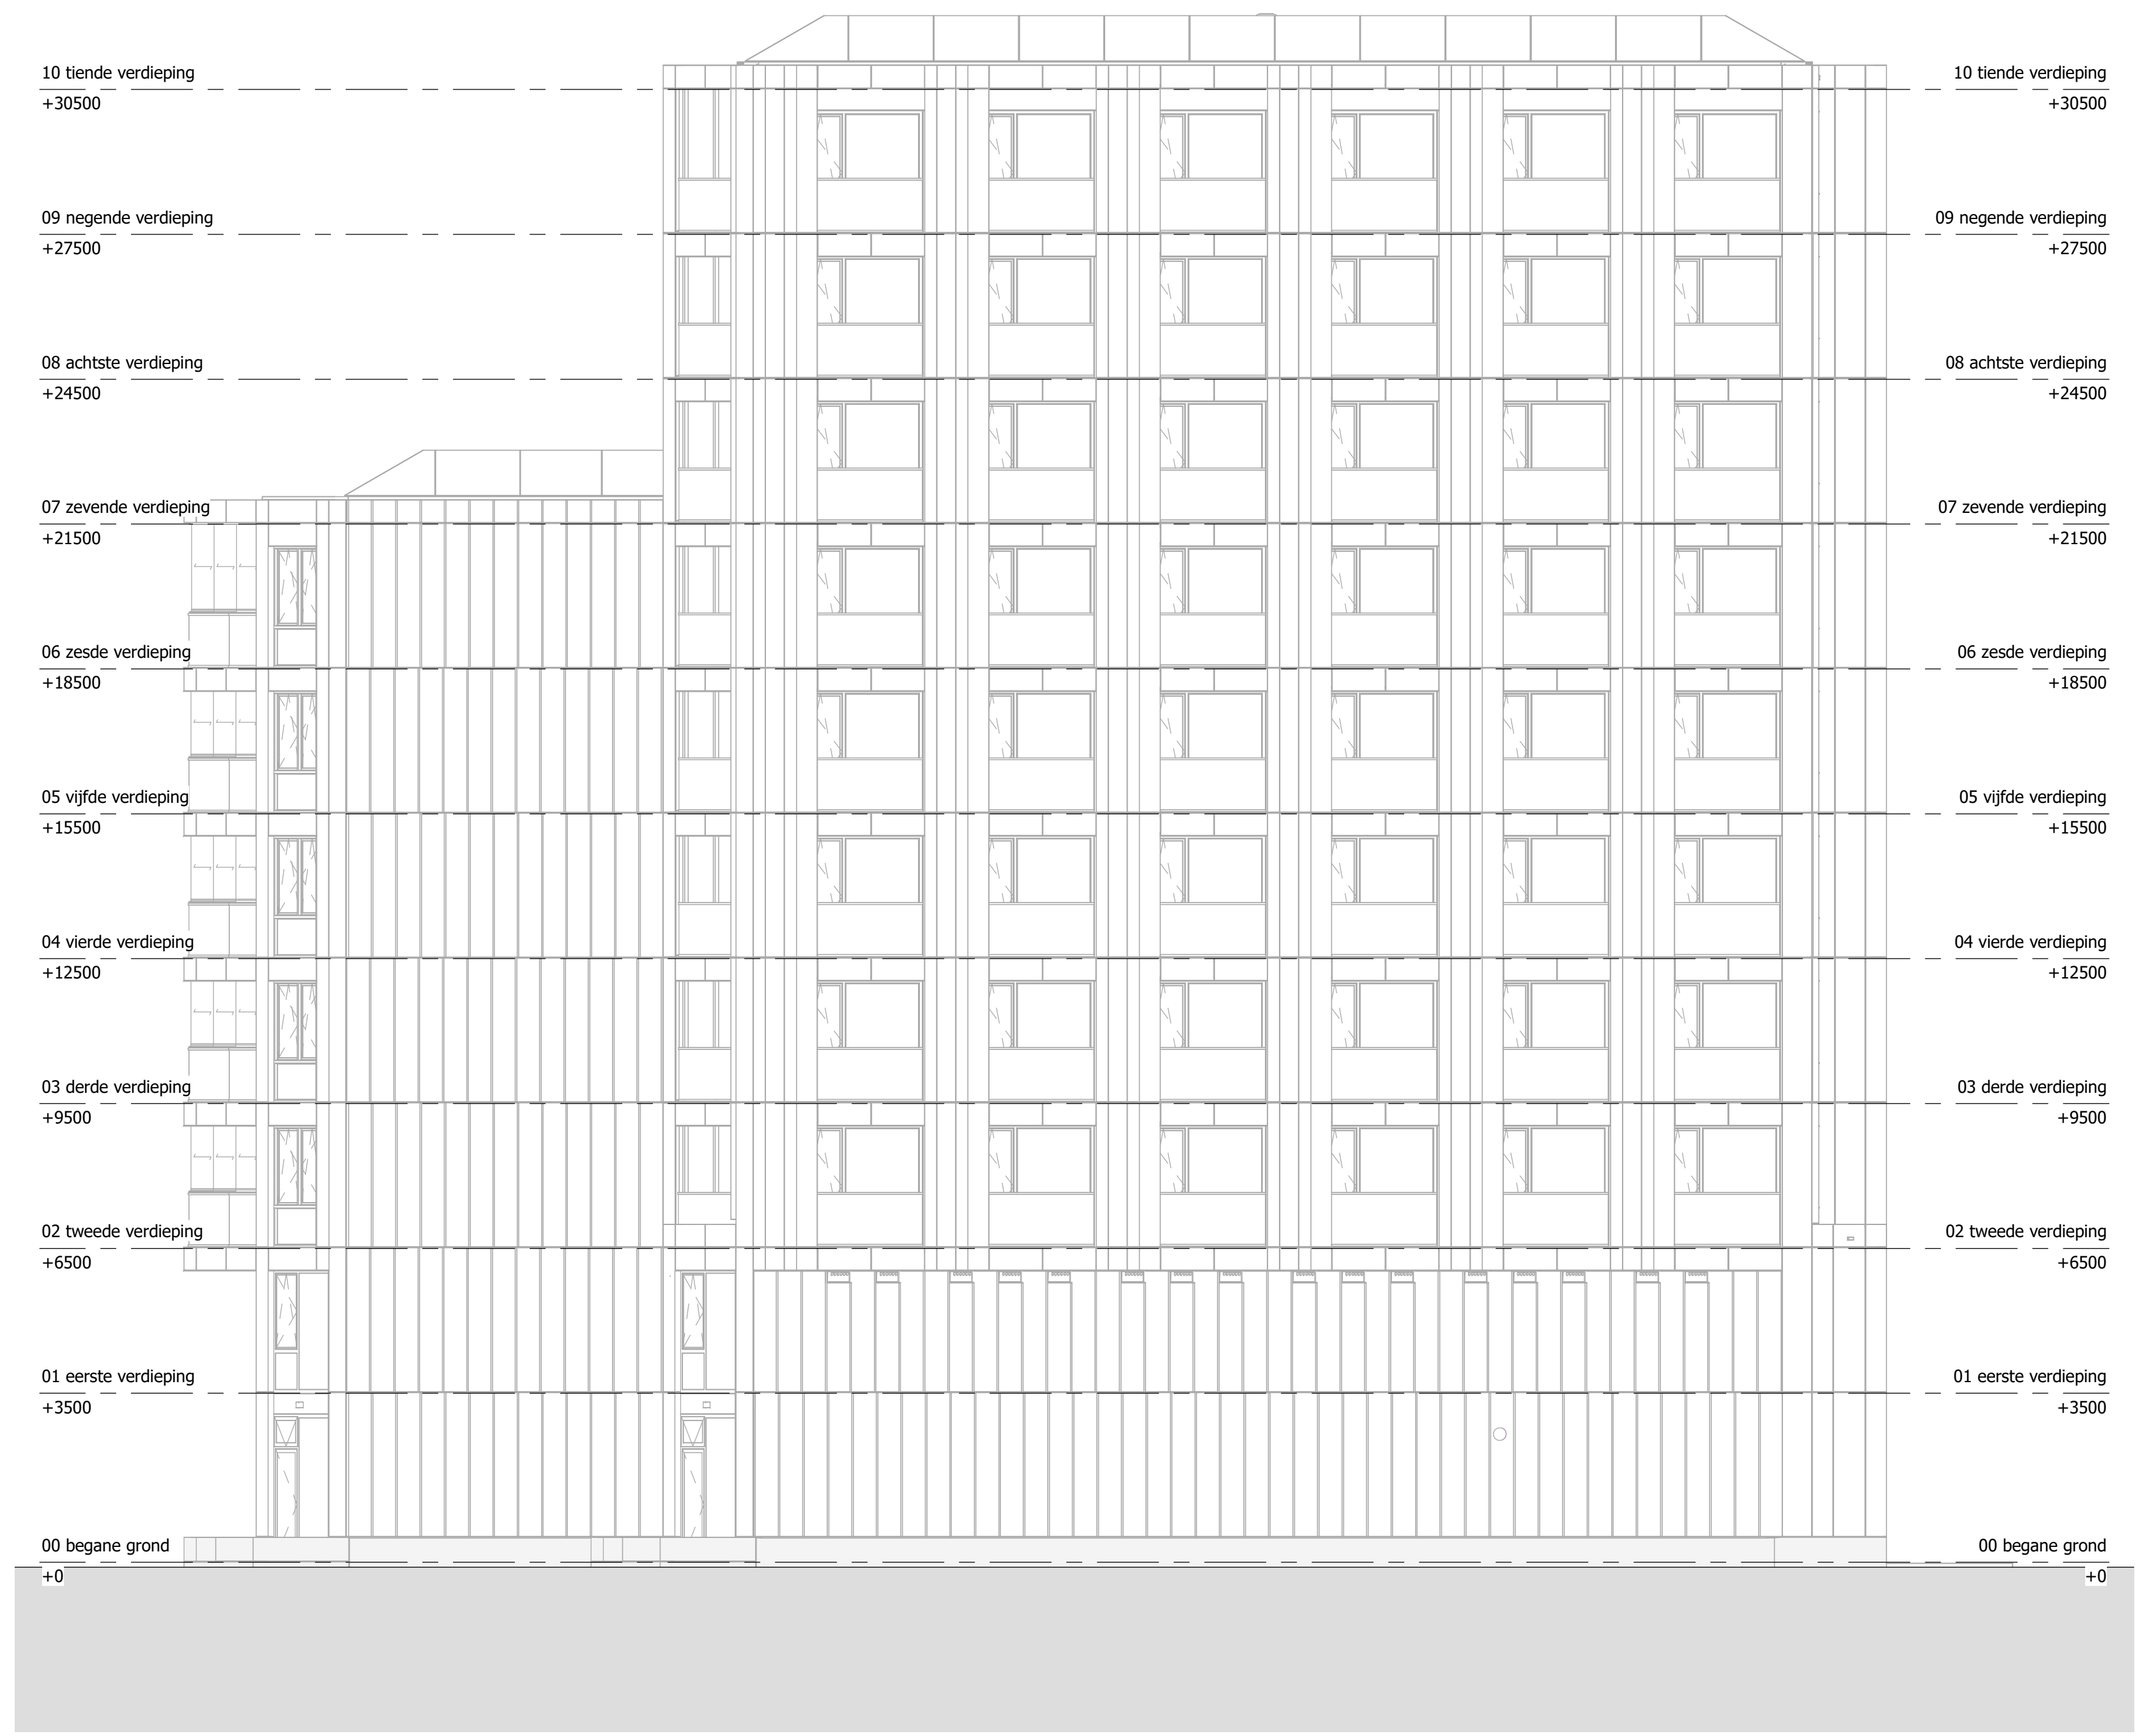 10 tiende verdieping 10 tiende verdieping
+30500 +30500
09 negende verdieping 09 negende verdieping
+27500 +27500
08 achtste verdieping 08 achtste verdieping
+24500 +24500
07 zevende verdieping 07 zevende verdieping
+21500 +21500
06 zesde verdieping 06 zesde verdieping
+18500 +18500
05 vijfde verdieping 05 vijfde verdieping
+15500 +15500
04 vierde verdieping 04 vierde verdieping
+12500 +12500
03 derde verdieping 03 derde verdieping
+9500 +9500
02 tweede verdieping 02 tweede verdieping
+6500 +6500
01 eerste verdieping 01 eerste verdieping
+3500 +3500
00 begane grond 00 begane grond
+0 +0